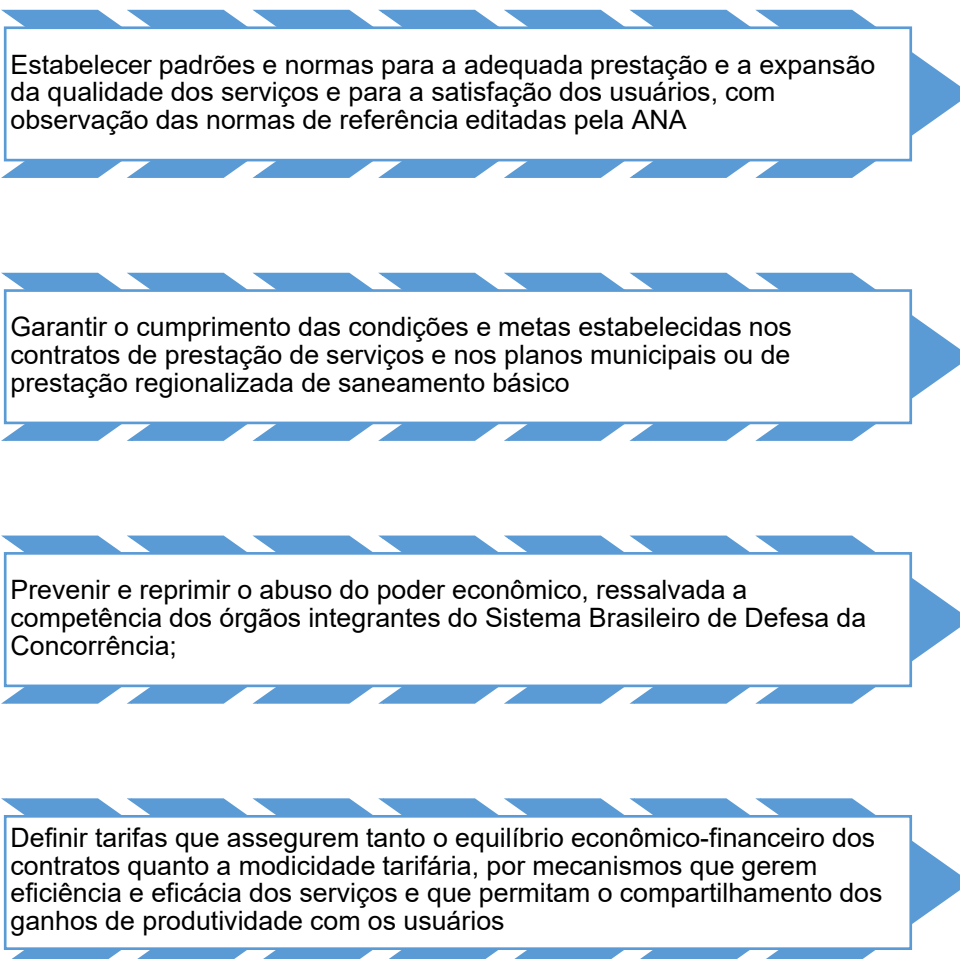 Estabelecer padrões e normas para a adequada prestação e a expansão
da qualidade dos serviços e para a satisfação dos usuários, com
observação das normas de referência editadas pela ANA
Garantir o cumprimento das condições e metas estabelecidas nos
contratos de prestação de serviços e nos planos municipais ou de
prestação regionalizada de saneamento básico
Prevenir e reprimir o abuso do poder econômico, ressalvada a
competência dos órgãos integrantes do Sistema Brasileiro de Defesa da
Concorrência;
Definir tarifas que assegurem tanto o equilíbrio econômico-financeiro dos
contratos quanto a modicidade tarifária, por mecanismos que gerem
eficiência e eficácia dos serviços e que permitam o compartilhamento dos
ganhos de produtividade com os usuários